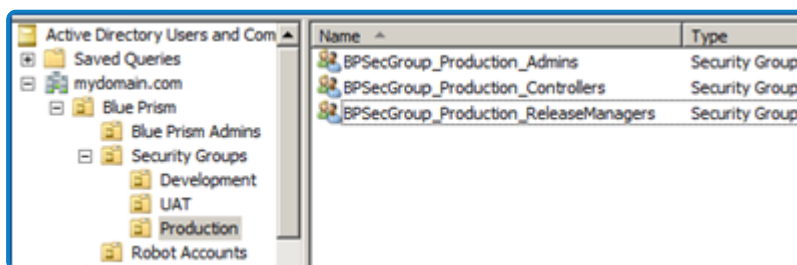 Active Directory Users and Com
Saved Queries
mydomain.com
Blue Prism
Blue Prism Admins
Security Groups
Development
UAT
Production
Robot Accounts
Name Type
BPSecGroup_Production_Admins Security Group
BPSecGroup_Production_Controllers Security Group
BPSecGroup_Production_ReleaseManagers Security Group